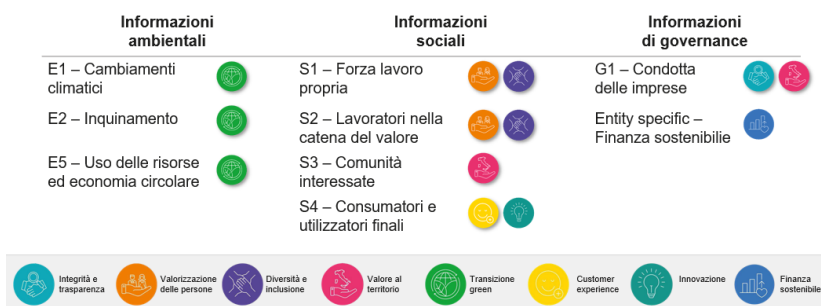 Informazioni
ambientali
E1 – Cambiamenti
climatici
E2 – Inquinamento
E5 – Uso delle risorse
ed economia circolare
Informazioni
sociali
S1 – Forza lavoro
propria
S2 – Lavoratori nella
catena del valore
S3 – Comunità
interessate
S4 – Consumatori e
utilizzatori finali
Informazioni
di governance
G1 – Condotta
delle imprese
Entity specific –
Finanza sostenibilie
Integrità e
trasparenza
Valorizzazione
delle persone
Diversità e
inclusione
Valore al
territorio
Transizione
green
Customer
experience
Innovazione
Finanza
sostenibile